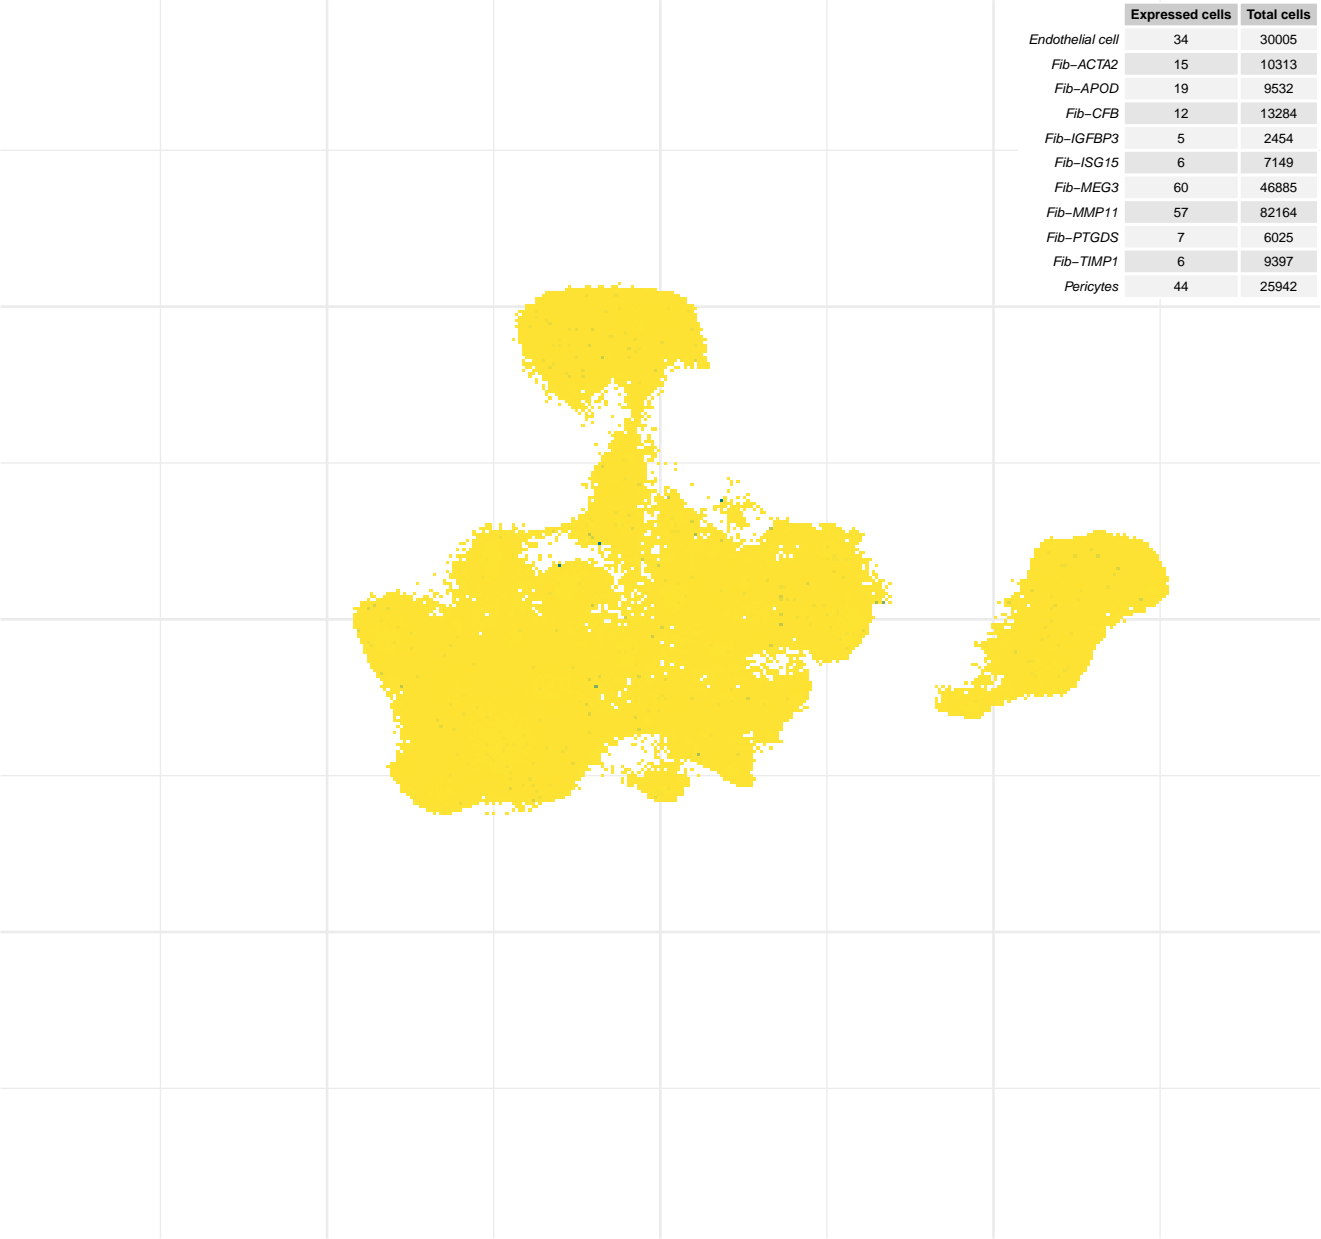 Expressed cells Total cells
Endothelial cell 34 30005
Fib−ACTA2 15 10313
Fib−APOD 19 9532
Fib−CFB 12 13284
Fib−IGFBP3 5 2454
Fib−ISG15 6 7149
Fib−MEG3 60 46885
Fib−MMP11 57 82164
Fib−PTGDS 7 6025
Fib−TIMP1 6 9397
Pericytes 44 25942